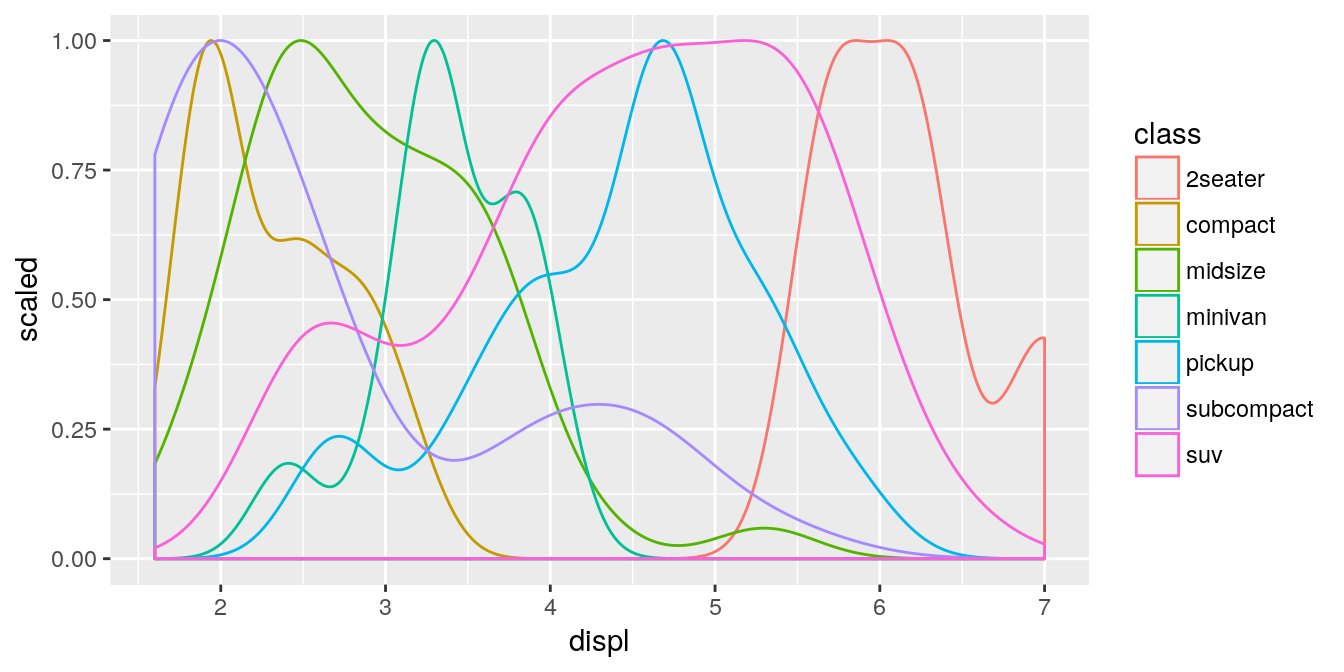 1.00
0.75
0.50
0.25
0.00
scaled
2 3 4 5 6 7
displ
class
2seater
compact
midsize
minivan
pickup
subcompact
suv